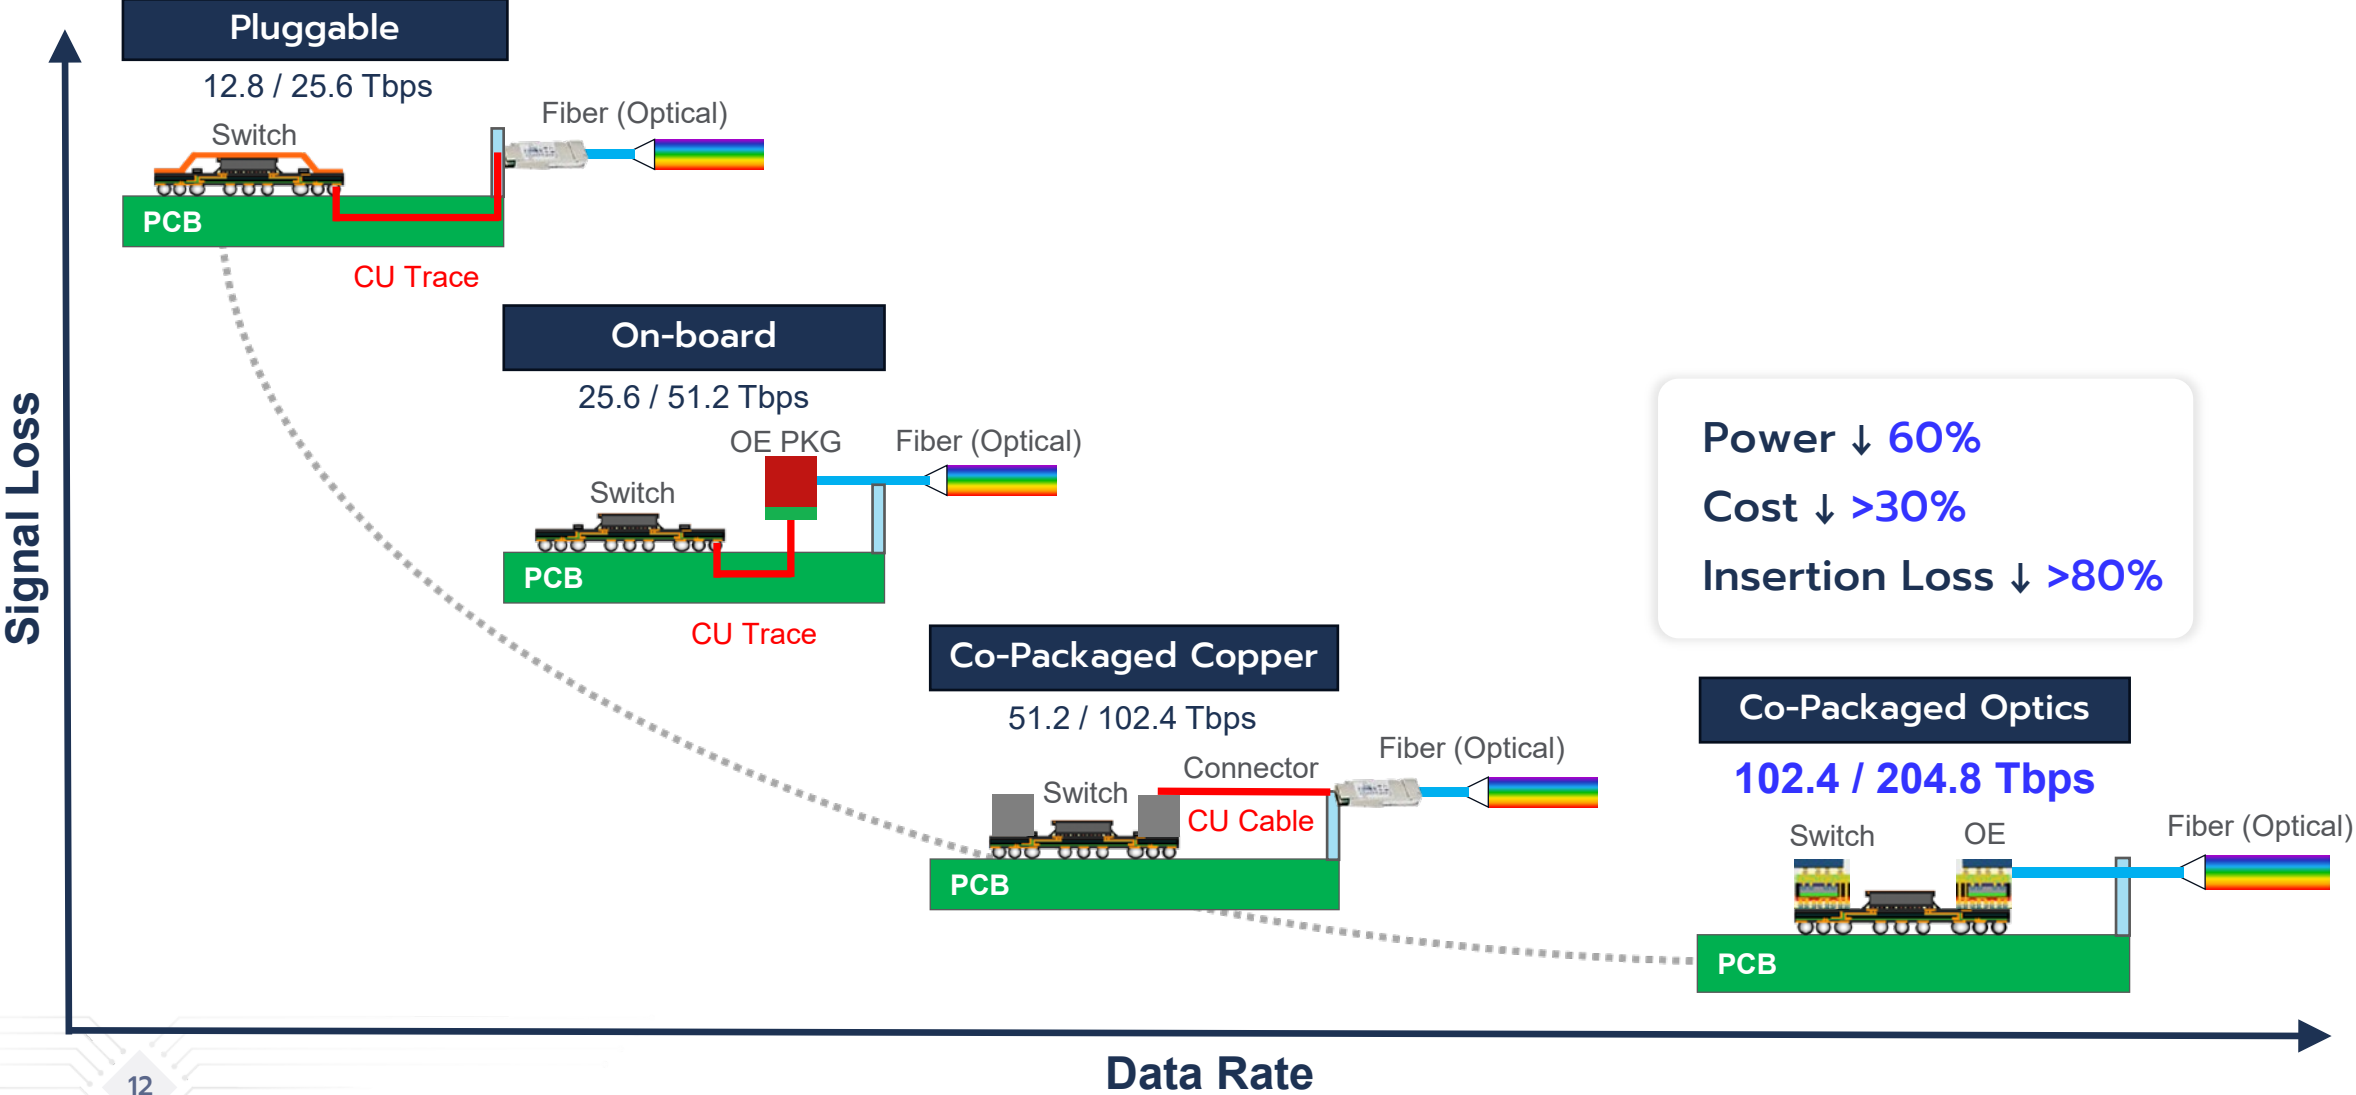 Pluggable
12.8 / 25.6 Tbps
Switch
Fiber (Optical)
PCB
CU Trace
On-board
25.6 / 51.2 Tbps
OE PKG
Fiber (Optical)
Switch
PCB
CU Trace
Power ↓ 60%
Cost ↓ >30%
Insertion Loss ↓ >80%
Co-Packaged Copper
51.2 / 102.4 Tbps
Switch
Connector
CU Cable
Fiber (Optical)
PCB
Co-Packaged Optics
102.4 / 204.8 Tbps
Switch
OE
Fiber (Optical)
PCB
Signal Loss
Data Rate
12